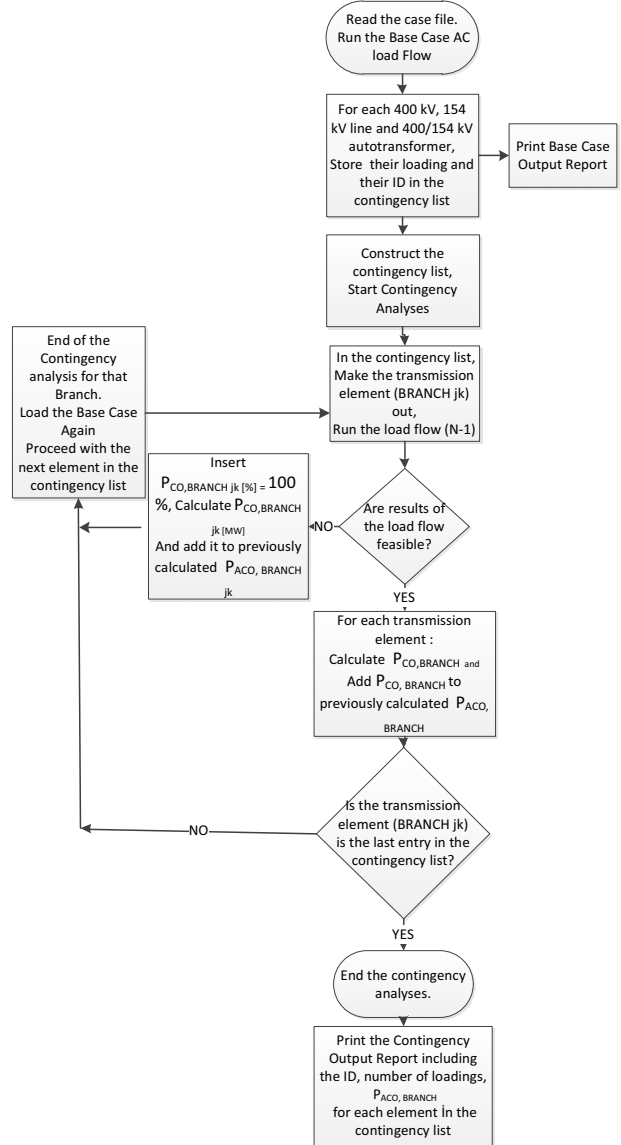 Read the case file.
Run the Base Case AC
load Flow
For each 400 kV, 154
kV line and 400/154 kV
autotransformer,
Store their loading and
their ID in the
contingency list
Print Base Case
Output Report
Construct the
contingency list,
Start Contingency
Analyses
End of the
Contingency
analysis for that
Branch.
Load the Base Case
Again
Proceed with the
next element in the
contingency list
In the contingency list,
Make the transmission
element (BRANCH jk)
out,
Run the load flow (N-1)
Insert
PCO,BRANCH jk [%] = 100
%, Calculate PCO,BRANCH
jk [MW]
And add it to previously
calculated PACO, BRANCH
jk
NO
Are results of
the load flow
feasible?
YES
For each transmission
element :
Calculate PCO,BRANCH and
Add PCO, BRANCH to
previously calculated PACO,
BRANCH
Is the transmission
element (BRANCH jk)
is the last entry in the
contingency list?
NO
YES
End the contingency
analyses.
Print the Contingency
Output Report including
the ID, number of loadings,
PACO, BRANCH
for each element İn the
contingency list